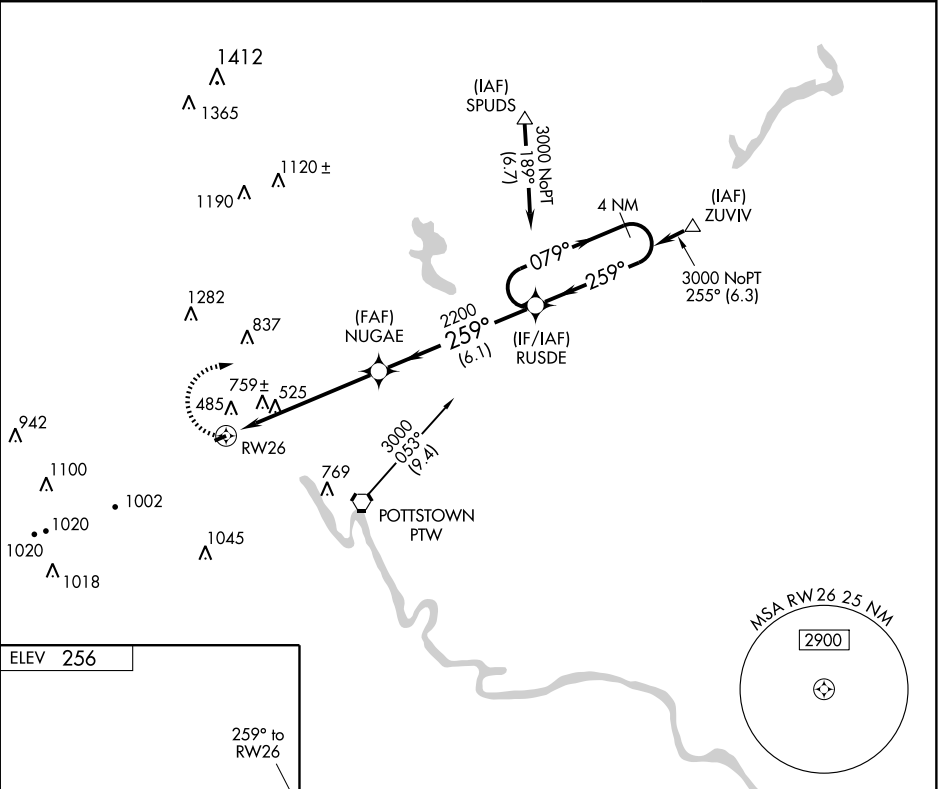 1412
1365
(IAF)
SPUDS
3000 NoPT
189°
(6.7)
1120 ±
1190
4 NM
(IAF)
ZUVIV
079°
259°
3000 NoPT
255° (6.3)
1282
837
(FAF)
NUGAE
2200
259°
(6.1)
(IF/IAF)
RUSDE
759 ±
525
485
RW26
942
1100
1002
1020
1020
1018
1045
769
3000
053°
(9.4)
POTTSTOWN
PTW
MSA RW 26 25 NM
2900
ELEV 256
259° to
RW26